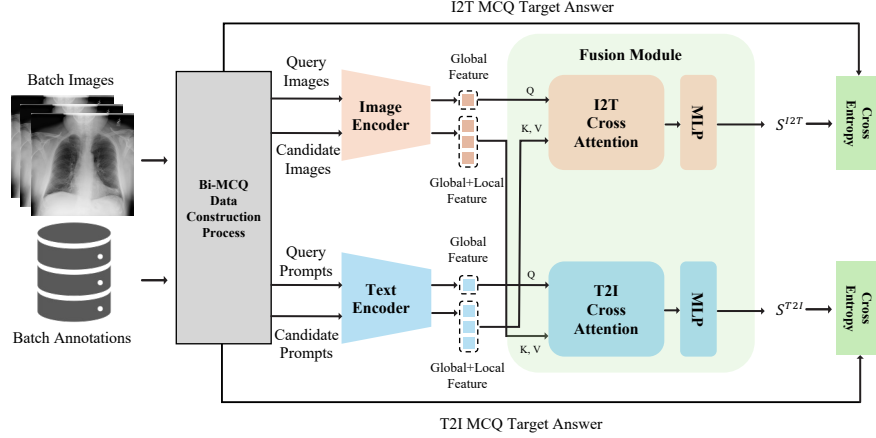 I2T MCQ Target Answer
Batch Images
Query
Images
Candidate
Images
Image
Encoder
Global
Feature
Global+Local
Feature
Fusion Module
Q
K, V
I2T
Cross
Attention
MLP
S^{I2T}
Cross
Entropy
Bi-MCQ
Data
Construction
Process
Batch Annotations
Query
Prompts
Candidate
Prompts
Text
Encoder
Global
Feature
Global+Local
Feature
Q
K, V
T2I
Cross
Attention
MLP
S^{T2I}
Cross
Entropy
T2I MCQ Target Answer